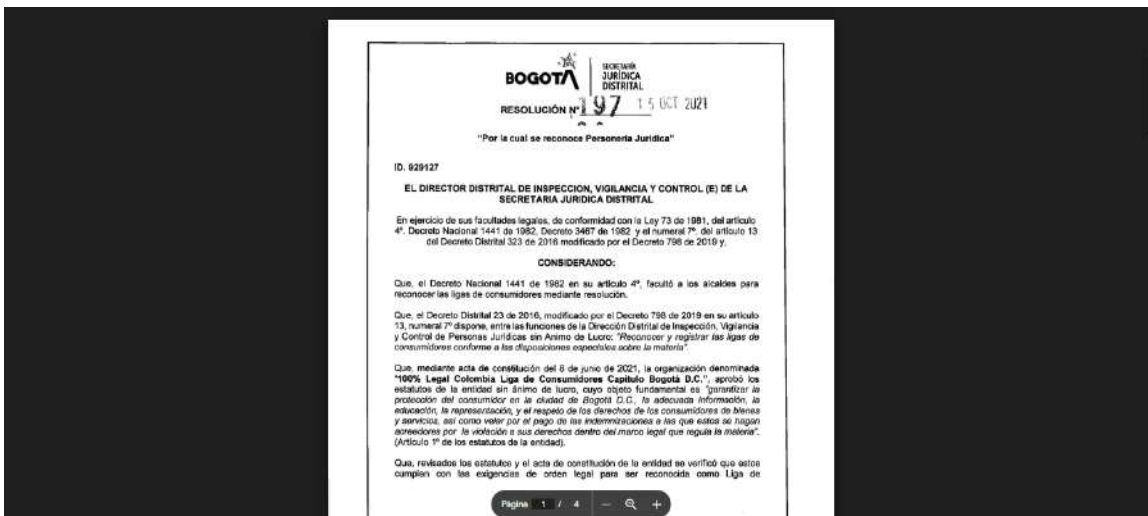 BOGOTÁ
SECRETARÍA
JURÍDICA
DISTRITAL
RESOLUCIÓN Nº 197 15 OCT 2021
"Por la cual se reconoce Personería Jurídica"
ID. 929127
EL DIRECTOR DISTRITAL DE INSPECCION, VIGILANCIA Y CONTROL (E) DE LA
SECRETARIA JURIDICA DISTRITAL
En ejercicio de sus facultades legales, de conformidad con la Ley 73 de 1981, del artículo
4º. Decreto Nacional 1441 de 1982, Decreto 3467 de 1982 y el numeral 7º, del artículo 13
del Decreto Distrital 323 de 2016 modificado por el Decreto 798 de 2019 y,
CONSIDERANDO:
Que, el Decreto Nacional 1441 de 1982 en su artículo 4º, facultó a los alcaldes para
reconocer las ligas de consumidores mediante resolución.
Que, el Decreto Distrital 23 de 2016, modificado por el Decreto 798 de 2019 en su artículo
13, numeral 7º dispone, entre las funciones de la Dirección Distrital de Inspección, Vigilancia
y Control de Personas Jurídicas sin Animo de Lucro: "Reconocer y registrar las ligas de
consumidores conforme a las disposiciones especiales sobre la materia".
Que, mediante acta de constitución del 8 de junio de 2021, la organización denominada
"100% Legal Colombia Liga de Consumidores Capítulo Bogotá D.C.", aprobó los
estatutos de la entidad sin ánimo de lucro, cuyo objeto fundamental es "garantizar la
protección del consumidor en la ciudad de Bogotá D.C., la adecuada información, la
educación, la representación, y el respeto de los derechos de los consumidores de bienes
y servicios, así como velar por el pago de las indemnizaciones a las que estos se hagan
acreedores por la violación a sus derechos dentro del marco legal que regula la materia".
(Artículo 1º de los estatutos de la entidad).
Que, revisados los estatutos y el acta de constitución de la entidad se verificó que estos
cumplen con las exigencias de orden legal para ser reconocida como Liga de
Página 1 / 4